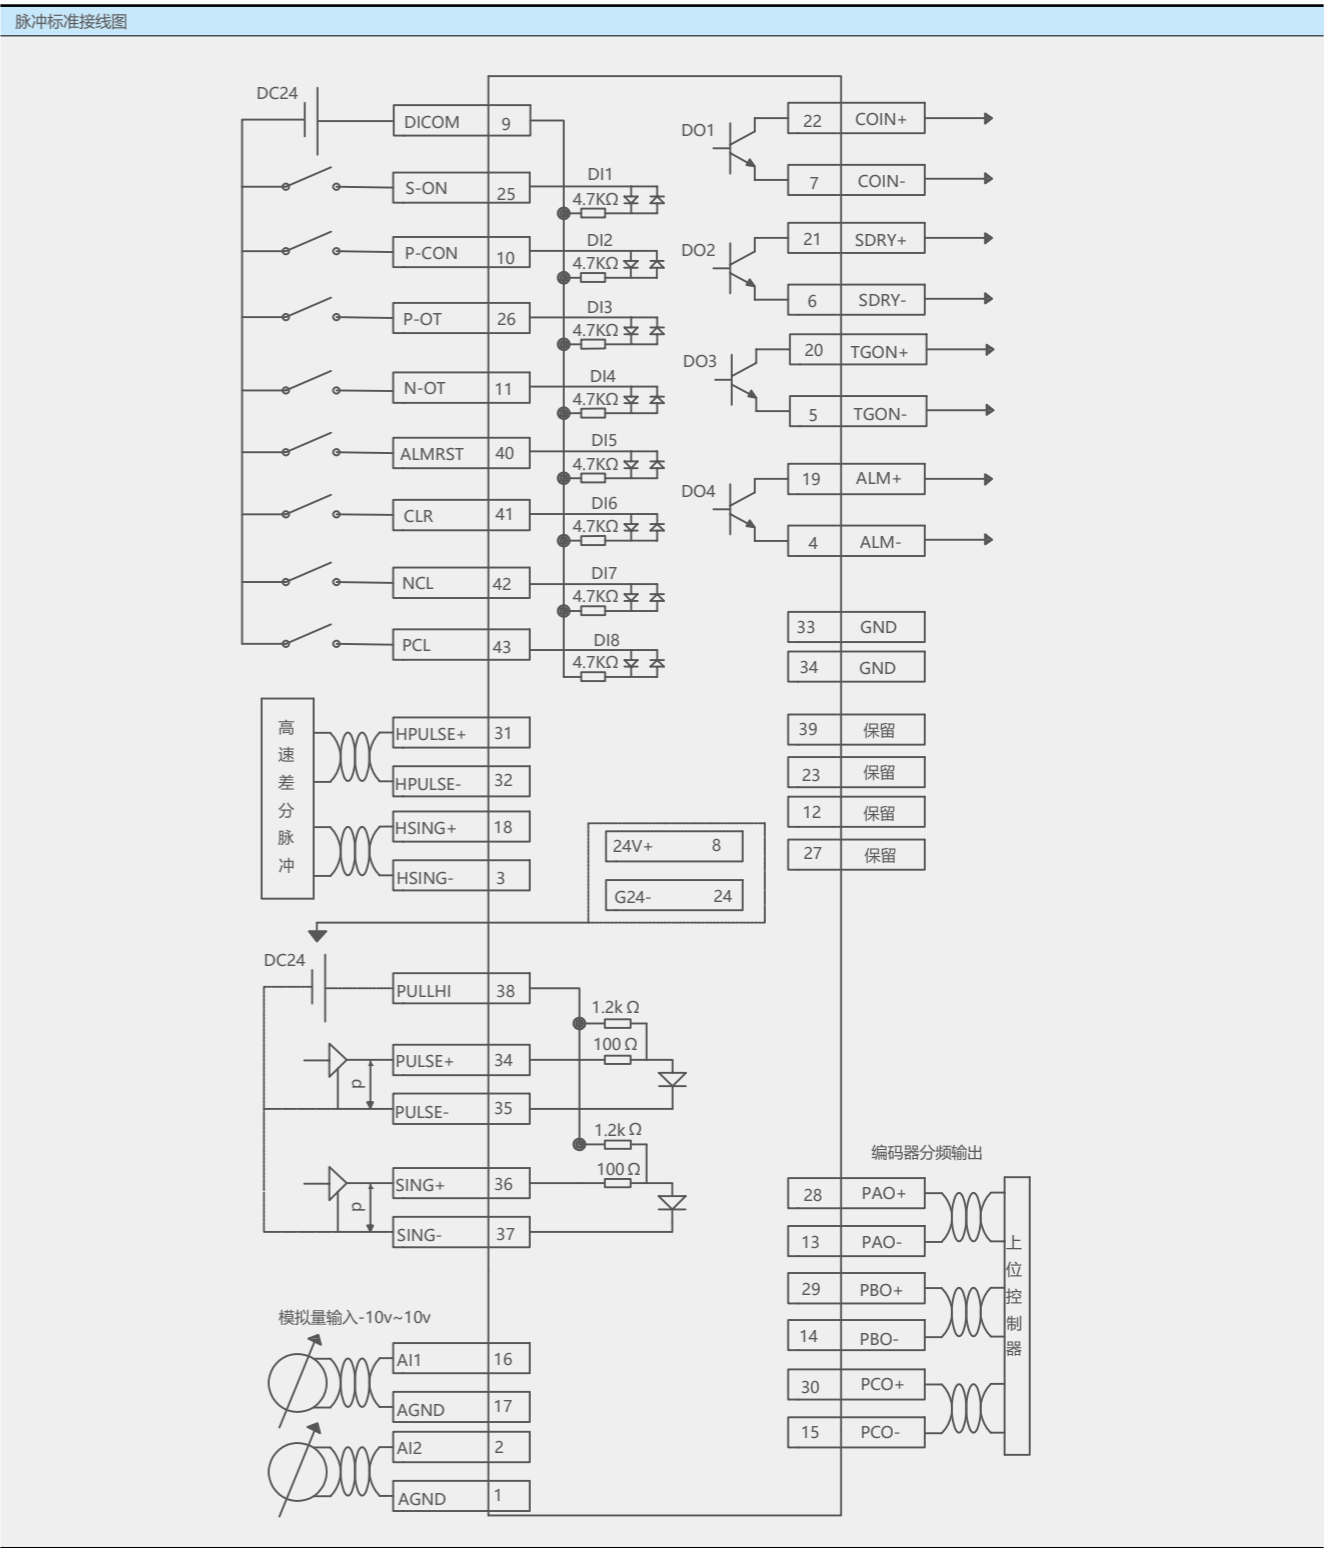 脉冲标准接线图
DC24
DICOM 9
S-ON 25
DI1
4.7KΩ
P-CON 10
DI2
4.7KΩ
P-OT 26
DI3
4.7KΩ
N-OT 11
DI4
4.7KΩ
ALMRST 40
DI5
4.7KΩ
CLR 41
DI6
4.7KΩ
NCL 42
DI7
4.7KΩ
PCL 43
DI8
4.7KΩ
DO1
22 COIN+
7 COIN-
DO2
21 SDRY+
6 SDRY-
DO3
20 TGON+
5 TGON-
DO4
19 ALM+
4 ALM-
33 GND
34 GND
39 保留
23 保留
12 保留
27 保留
高速差分脉冲
HPULSE+ 31
HPULSE- 32
HSING+ 18
HSING- 3
24V+ 8
G24- 24
DC24
PULLHI 38
1.2kΩ
100Ω
PULSE+ 34
p
PULSE- 35
1.2kΩ
100Ω
SING+ 36
p
SING- 37
模拟量输入-10v~10v
AI1 16
AGND 17
AI2 2
AGND 1
编码器分频输出
28 PAO+
13 PAO-
29 PBO+
14 PBO-
30 PCO+
15 PCO-
上位控制器